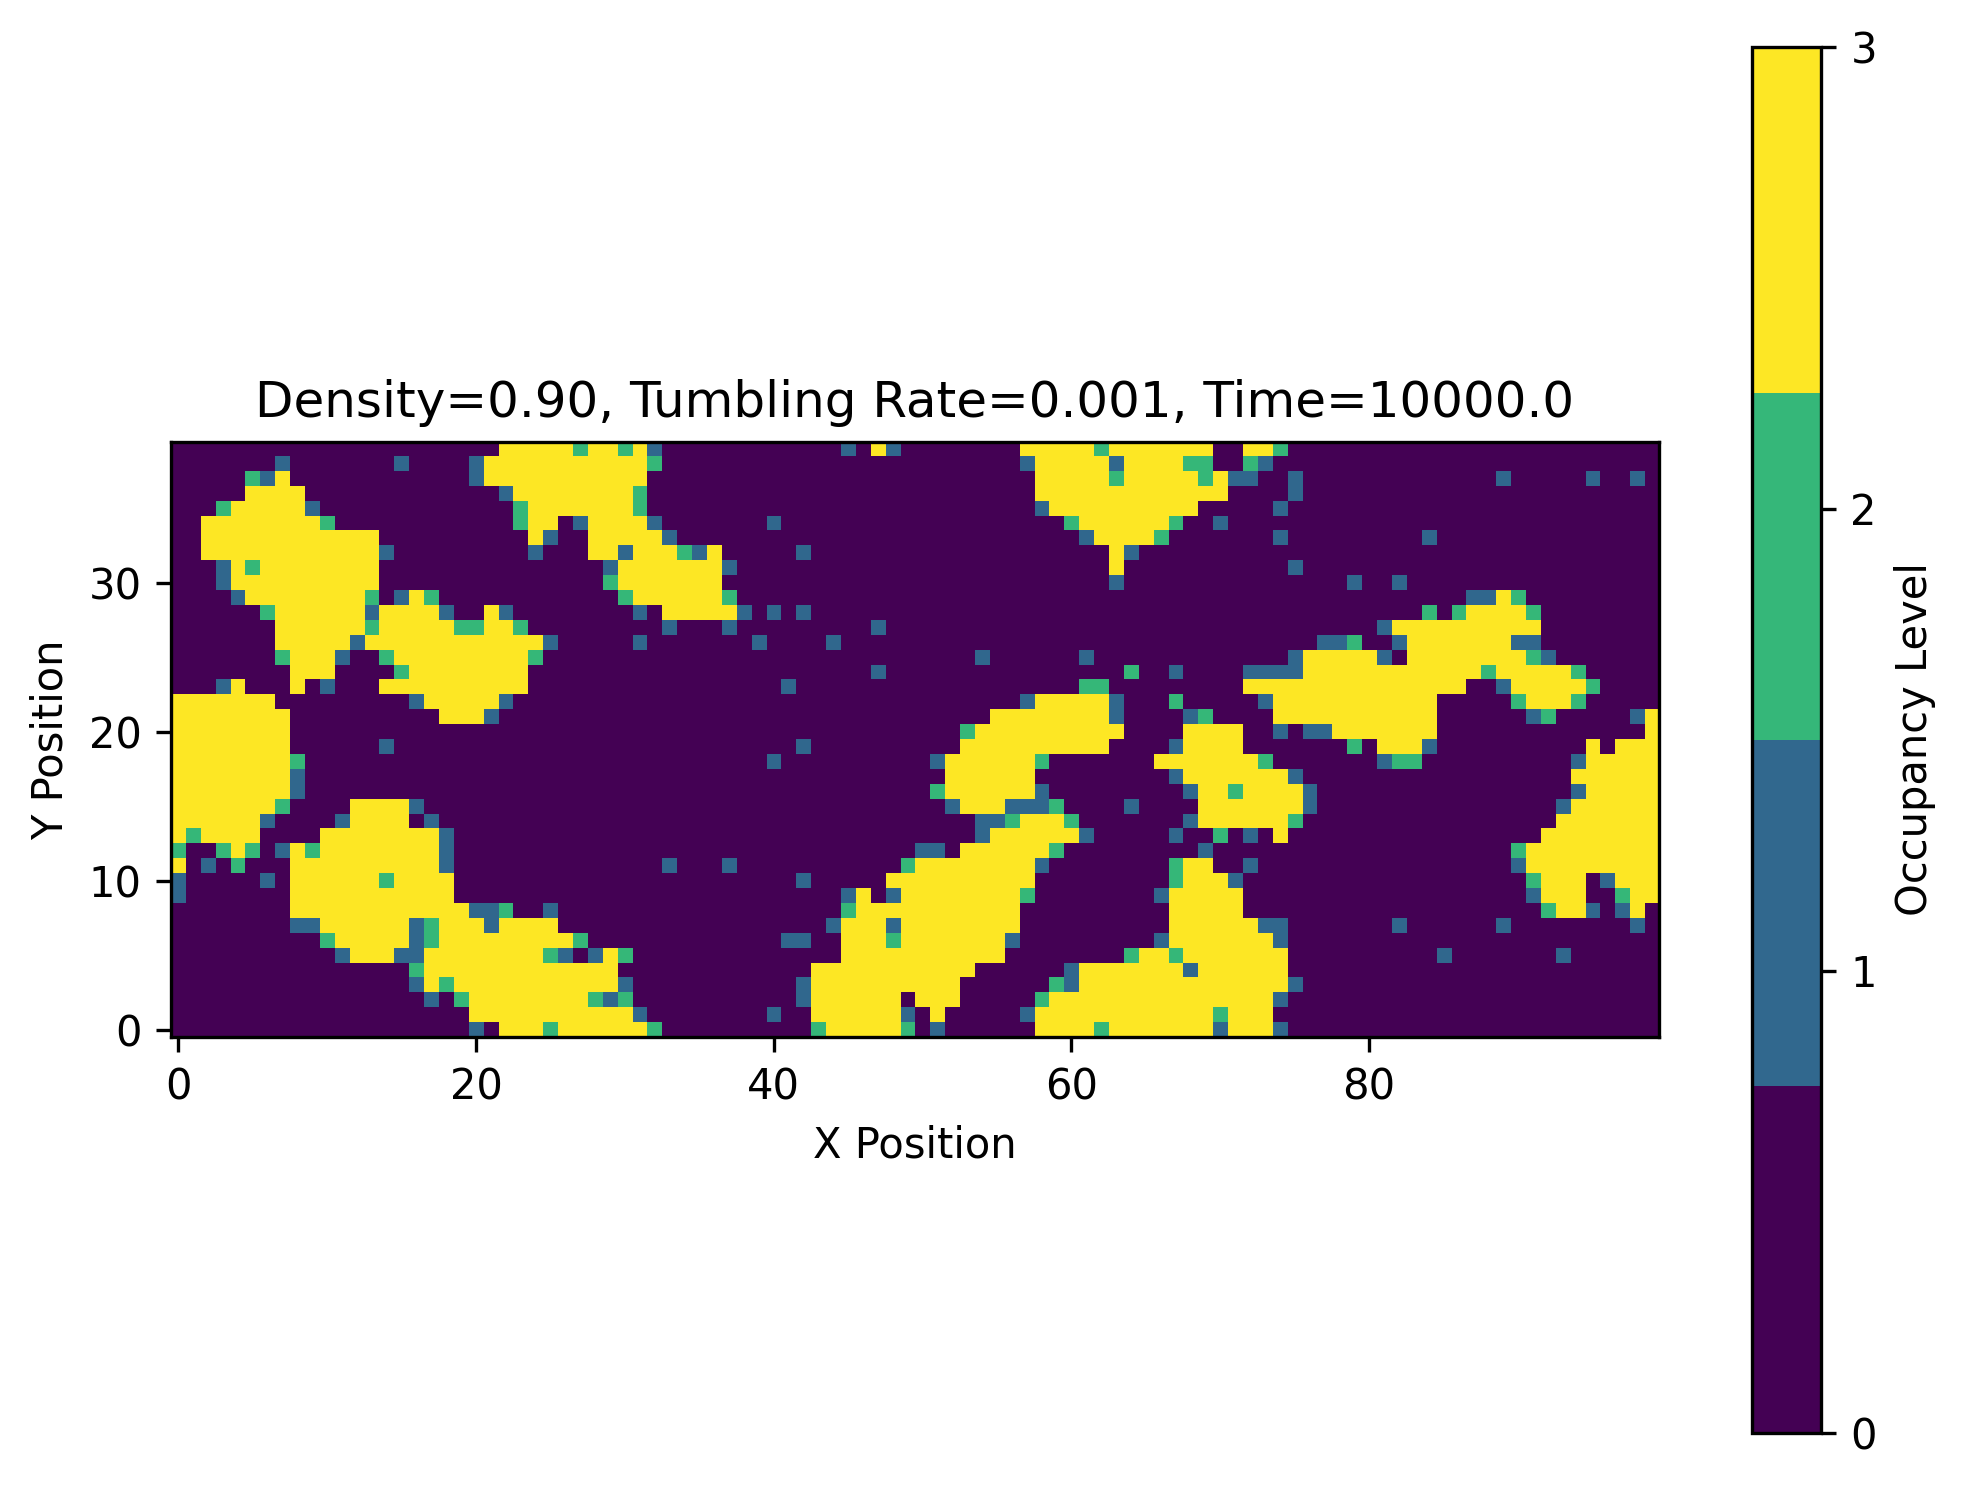 Density=0.90, Tumbling Rate=0.001, Time=10000.0
Y Position
30
20
10
0
0 20 40 60 80
X Position
3
2
1
0
Occupancy Level